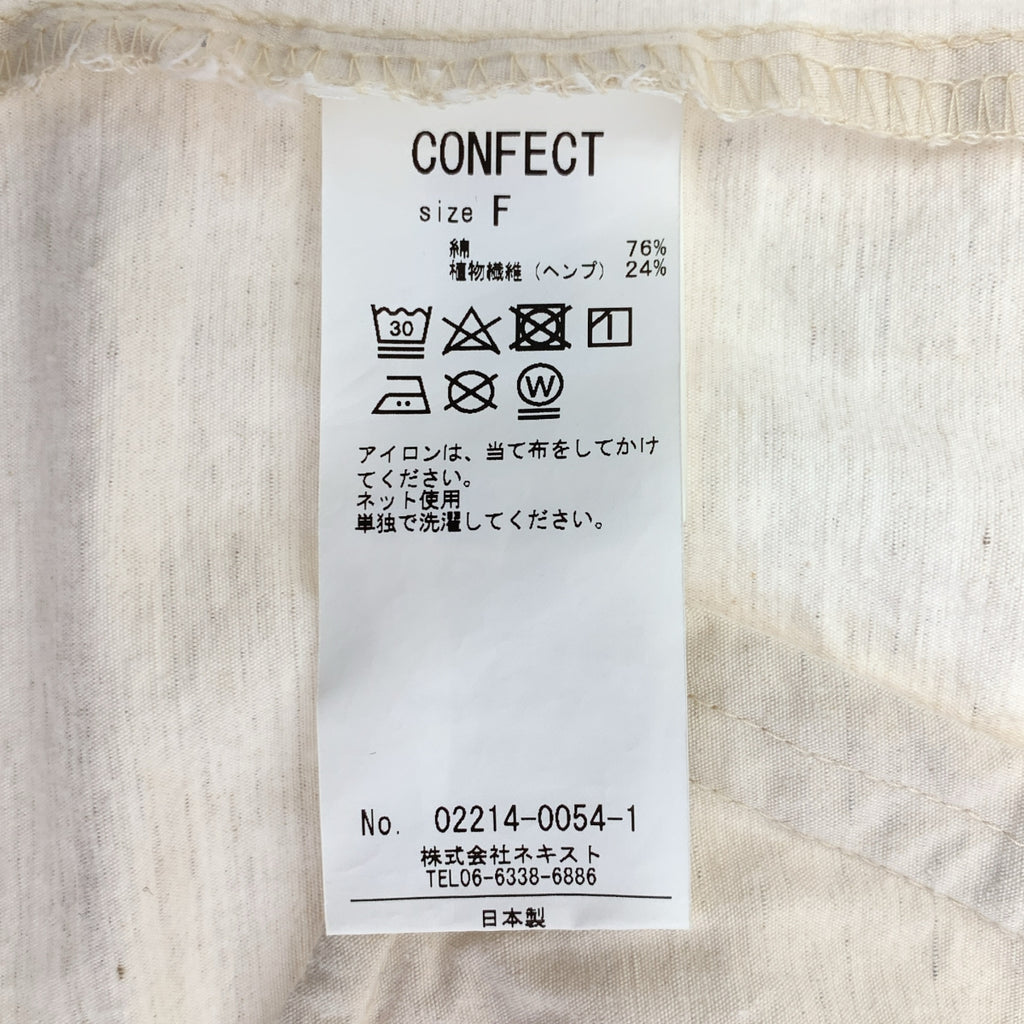 CONFECT
size F
綿 76%
植物繊維（ヘンプ） 24%
30
W
アイロンは、当て布をしてかけ
てください。
ネット使用
単独で洗濯してください。
No. 02214-0054-1
株式会社ネキスト
TEL06-6338-6886
日本製